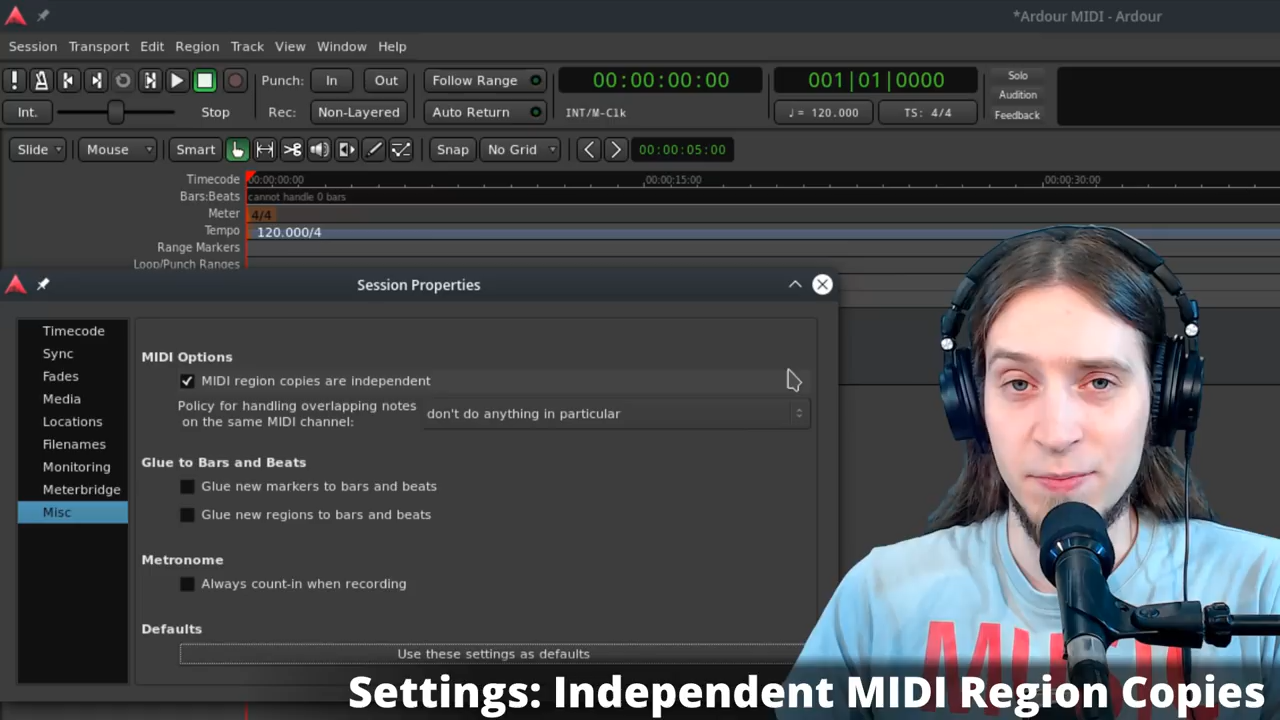 *Ardour MIDI - Ardour
Session Transport Edit Region Track View Window Help
Punch: In Out Follow Range 00:00:00:00 001|01|0000 Solo
Audition
Int. Stop Rec: Non-Layered Auto Return INT/M-Clk ♩ = 120.000 TS: 4/4 Feedback
Slide Mouse Smart Snap No Grid 00:00:05:00
Timecode 00:00:00:00 00:00:15:00 00:00:30:00
Bars:Beats cannot handle 0 bars
Meter 4/4
Tempo 120.000/4
Range Markers
Loop/Punch Ranges
Session Properties
Timecode
Sync
Fades
Media
Locations
Filenames
Monitoring
Meterbridge
Misc
MIDI Options
MIDI region copies are independent
Policy for handling overlapping notes
on the same MIDI channel:
don't do anything in particular
Glue to Bars and Beats
Glue new markers to bars and beats
Glue new regions to bars and beats
Metronome
Always count-in when recording
Defaults
Use these settings as defaults
Settings: Independent MIDI Region Copies